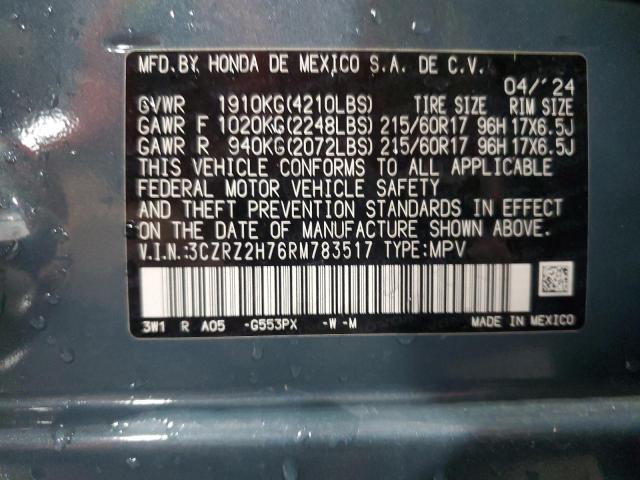 MFD.BY HONDA DE MEXICO S.A. DE C.V.
04/'24
GVWR 1910KG(4210LBS) TIRE SIZE RIM SIZE
GAWR F 1020KG(2248LBS) 215/60R17 96H 17X6.5J
GAWR R 940KG(2072LBS) 215/60R17 96H 17X6.5J
THIS VEHICLE CONFORMS TO ALL APPLICABLE
FEDERAL MOTOR VEHICLE SAFETY
AND THEFT PREVENTION STANDARDS IN EFFECT
ON THE DATE OF MANUFACTURE SHOWN ABOVE.
V.I.N.:3CZRZ2H76RM783517 TYPE:MPV
3W1 R A05 -G553PX -W-M MADE IN MEXICO